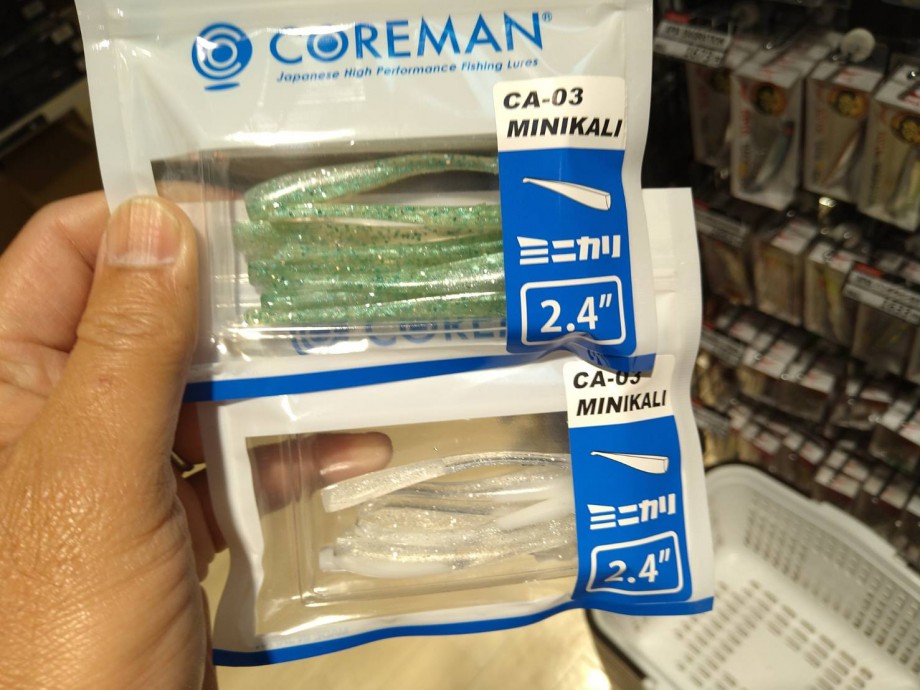 COREMAN®
Japanese High Performance Fishing Lures
CA-03
MINIKALI
ミニカリ
2.4"
CORE
CA-03
MINIKALI
ミニカリ
2.4"